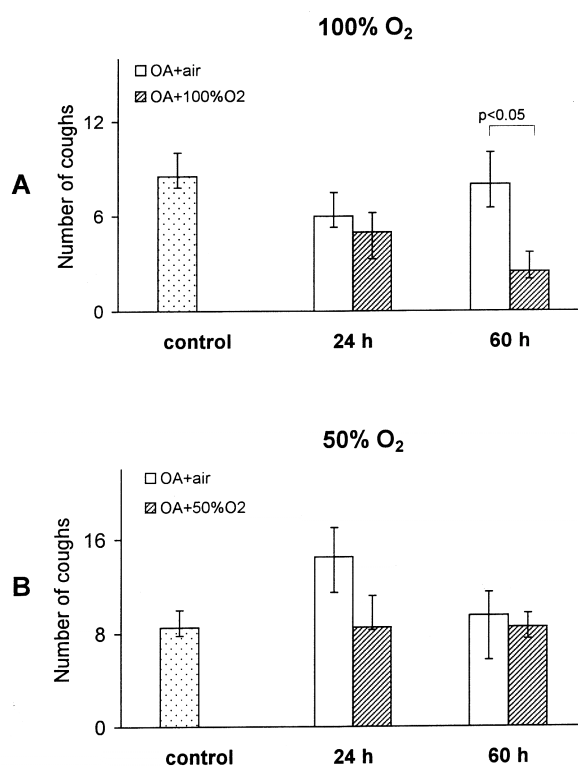 100% O₂
OA+air
OA+100%O2
p<0.05
12
6
0
Number of coughs
A
control 24 h 60 h
50% O₂
OA+air
OA+50%O2
16
8
0
Number of coughs
B
control 24 h 60 h